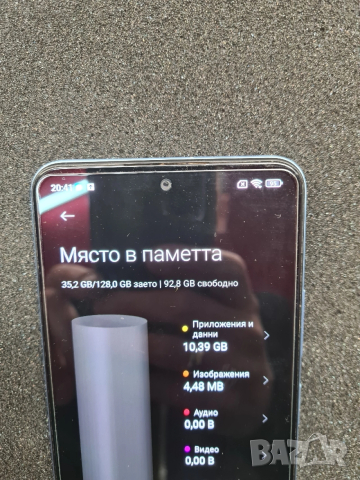 20:41
Място в паметта
35,2 GB/128,0 GB заето | 92,8 GB свободно
Приложения и
данни
10,39 GB
Изображения
4,48 MB
Аудио
0,00 B
Видео
0,00 B
bazar